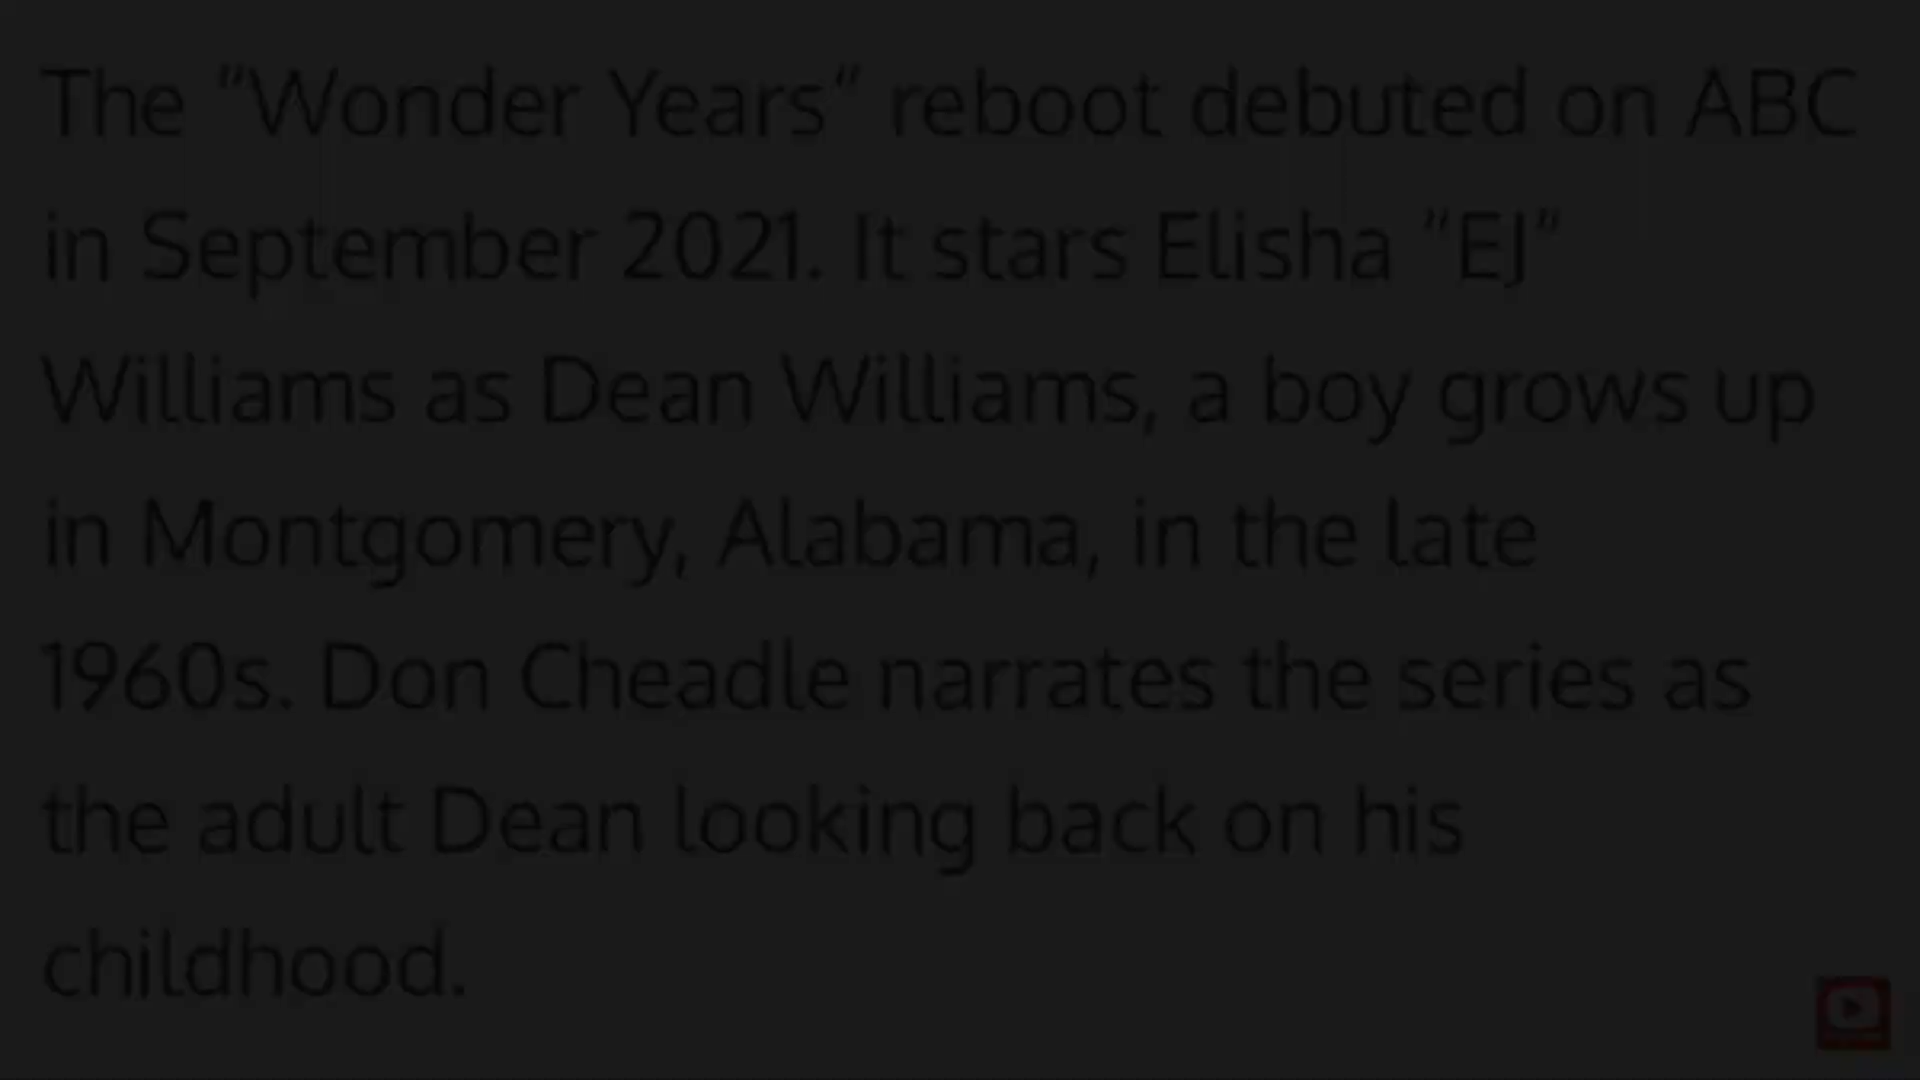 The “Wonder Years” reboot debuted on ABC
in September 2021. It stars Elisha “EJ”
Williams as Dean Williams, a boy grows up
in Montgomery, Alabama, in the late
1960s. Don Cheadle narrates the series as
the adult Dean looking back on his
childhood.